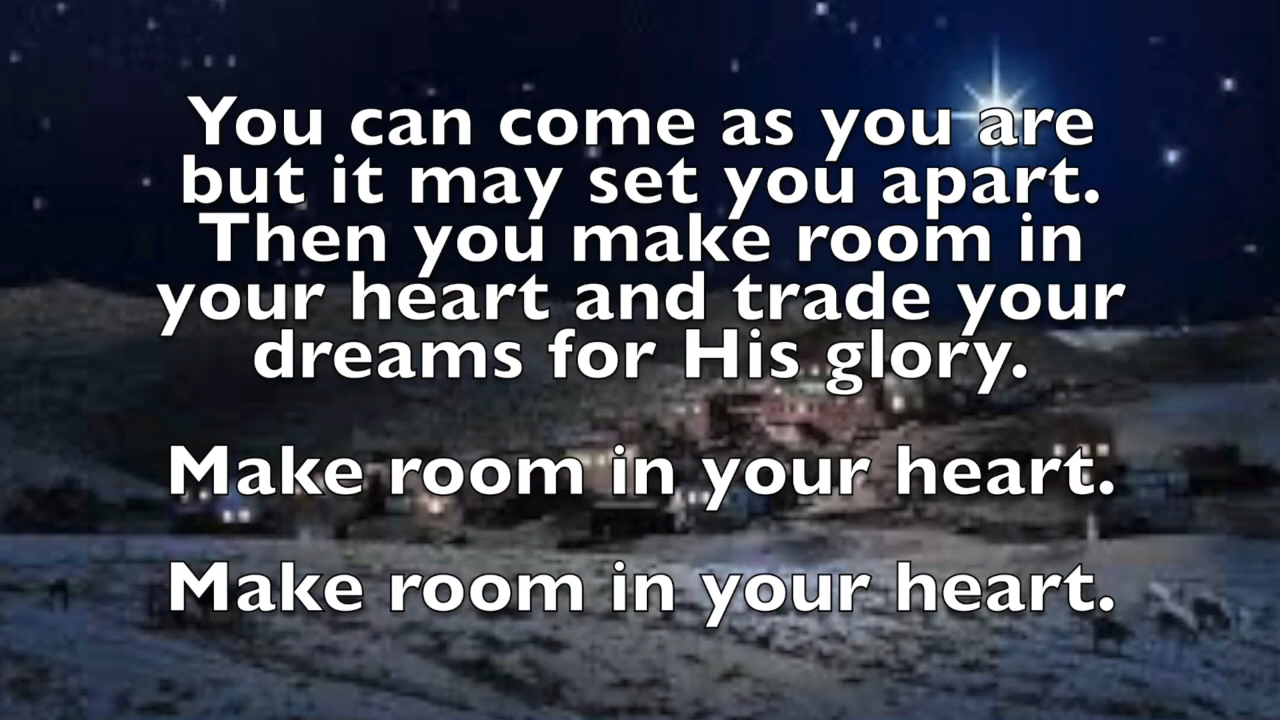 You can come as you are
but it may set you apart.
Then you make room in
your heart and trade your
dreams for His glory.
Make room in your heart.
Make room in your heart.